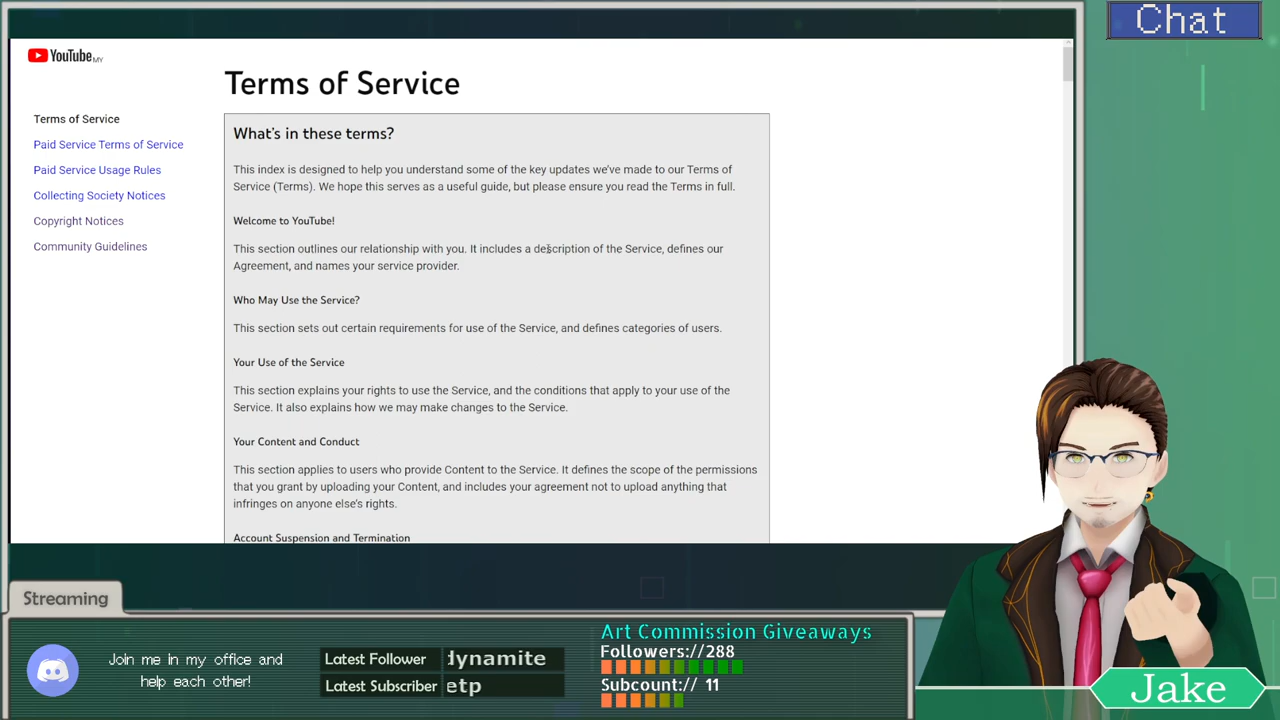 Chat
YouTube MY
Terms of Service
Terms of Service
Paid Service Terms of Service
Paid Service Usage Rules
Collecting Society Notices
Copyright Notices
Community Guidelines
What's in these terms?
This index is designed to help you understand some of the key updates we've made to our Terms of
Service (Terms). We hope this serves as a useful guide, but please ensure you read the Terms in full.
Welcome to YouTube!
This section outlines our relationship with you. It includes a description of the Service, defines our
Agreement, and names your service provider.
Who May Use the Service?
This section sets out certain requirements for use of the Service, and defines categories of users.
Your Use of the Service
This section explains your rights to use the Service, and the conditions that apply to your use of the
Service. It also explains how we may make changes to the Service.
Your Content and Conduct
This section applies to users who provide Content to the Service. It defines the scope of the permissions
that you grant by uploading your Content, and includes your agreement not to upload anything that
infringes on anyone else's rights.
Account Suspension and Termination
Streaming
Join me in my office and
help each other!
Latest Follower
dynamite
Latest Subscriber
etp
Art Commission Giveaways
Followers://288
Subcount:// 11
Jake